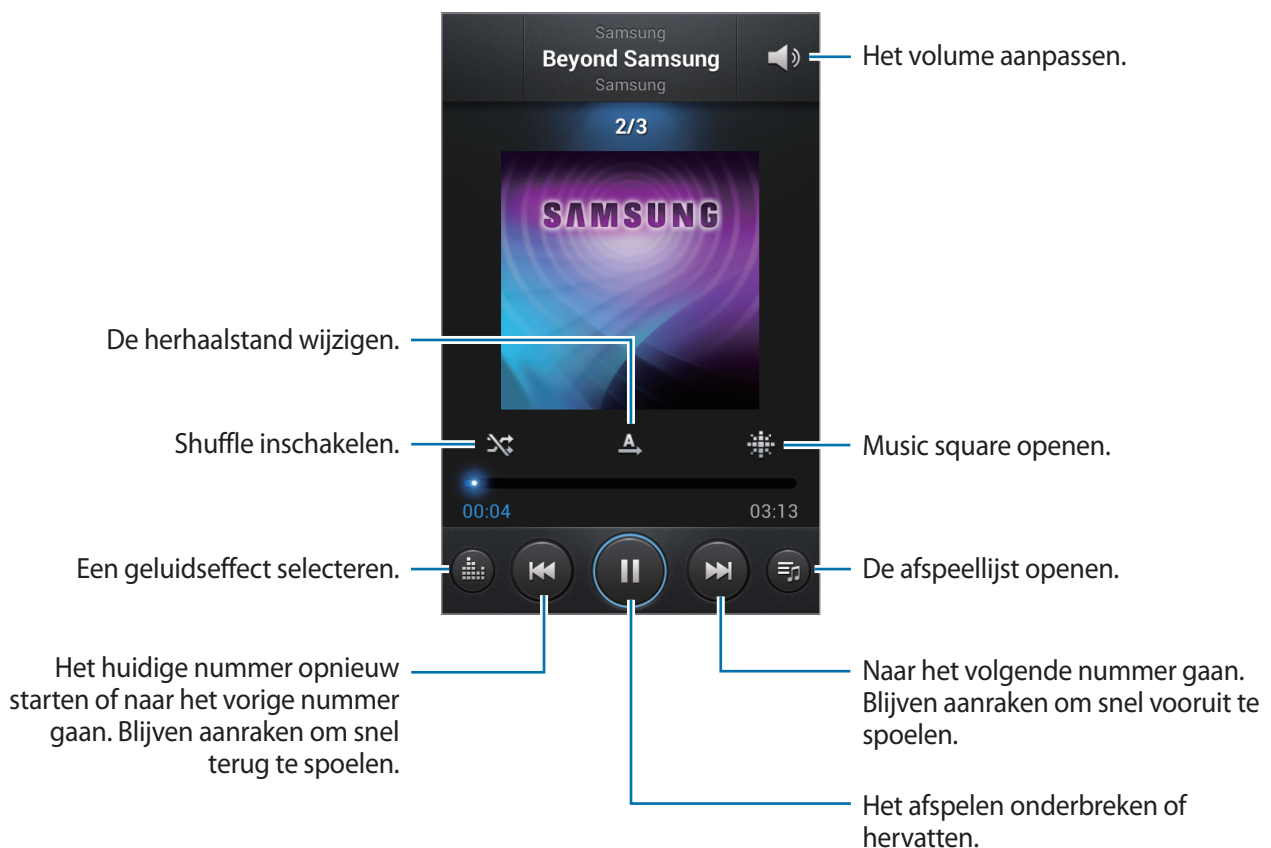 Samsung
Beyond Samsung
Samsung
Het volume aanpassen.
2/3
SAMSUNG
De herhaalstand wijzigen.
A
Shuffle inschakelen.
Music square openen.
00:04
03:13
Een geluidseffect selecteren.
De afspeellijst openen.
Het huidige nummer opnieuw
starten of naar het vorige nummer
gaan. Blijven aanraken om snel
terug te spoelen.
Naar het volgende nummer gaan.
Blijven aanraken om snel vooruit te
spoelen.
Het afspelen onderbreken of
hervatten.